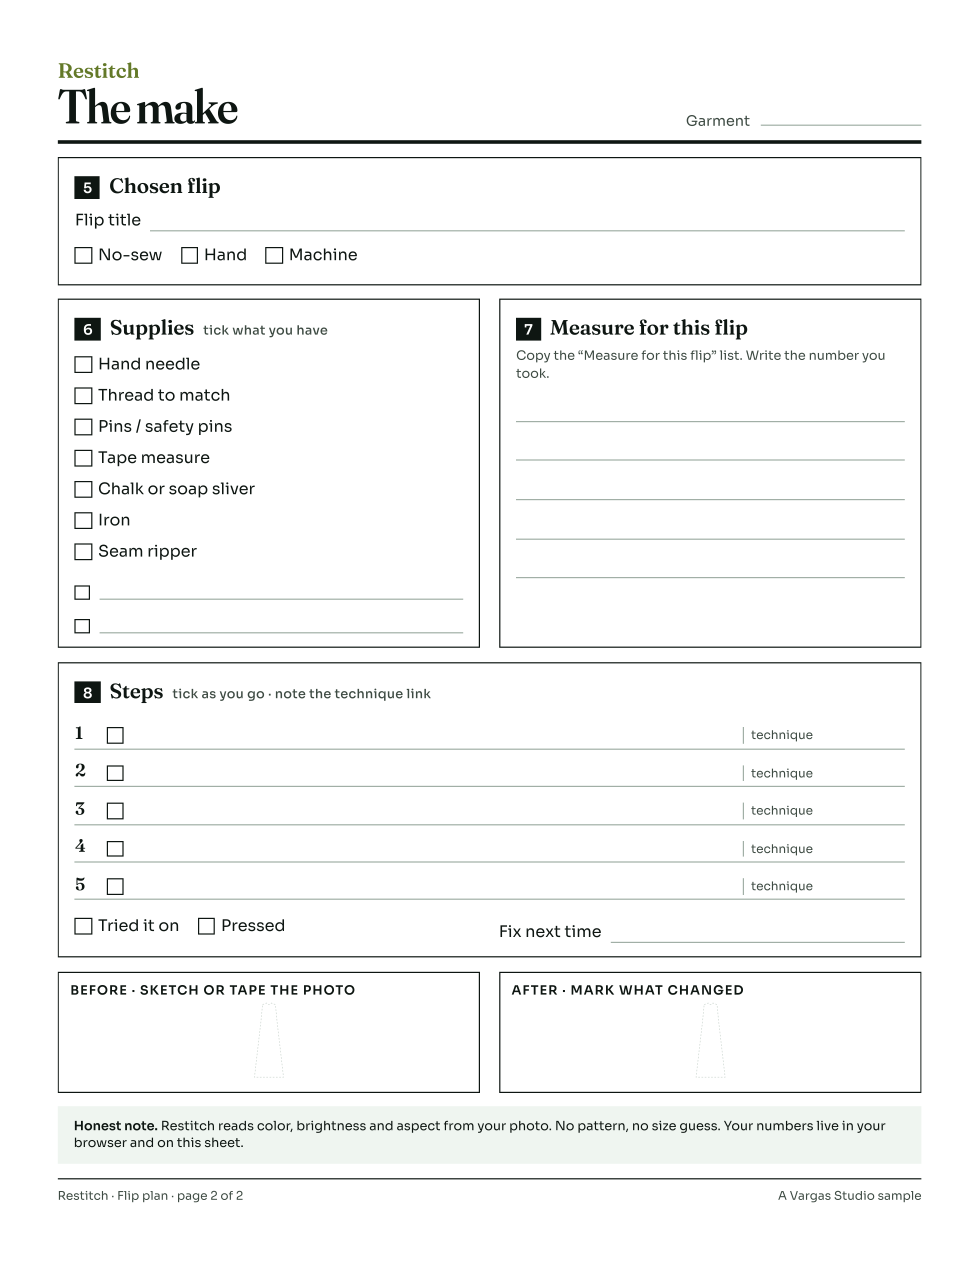 Restitch
The make
Garment
5 Chosen flip
Flip title
No-sew Hand Machine
6 Supplies tick what you have
Hand needle
Thread to match
Pins / safety pins
Tape measure
Chalk or soap sliver
Iron
Seam ripper
7 Measure for this flip
Copy the “Measure for this flip” list. Write the number you
took.
8 Steps tick as you go · note the technique link
1 technique
2 technique
3 technique
4 technique
5 technique
Tried it on Pressed Fix next time
BEFORE · SKETCH OR TAPE THE PHOTO
AFTER · MARK WHAT CHANGED
Honest note. Restitch reads color, brightness and aspect from your photo. No pattern, no size guess. Your numbers live in your
browser and on this sheet.
Restitch · Flip plan · page 2 of 2
A Vargas Studio sample